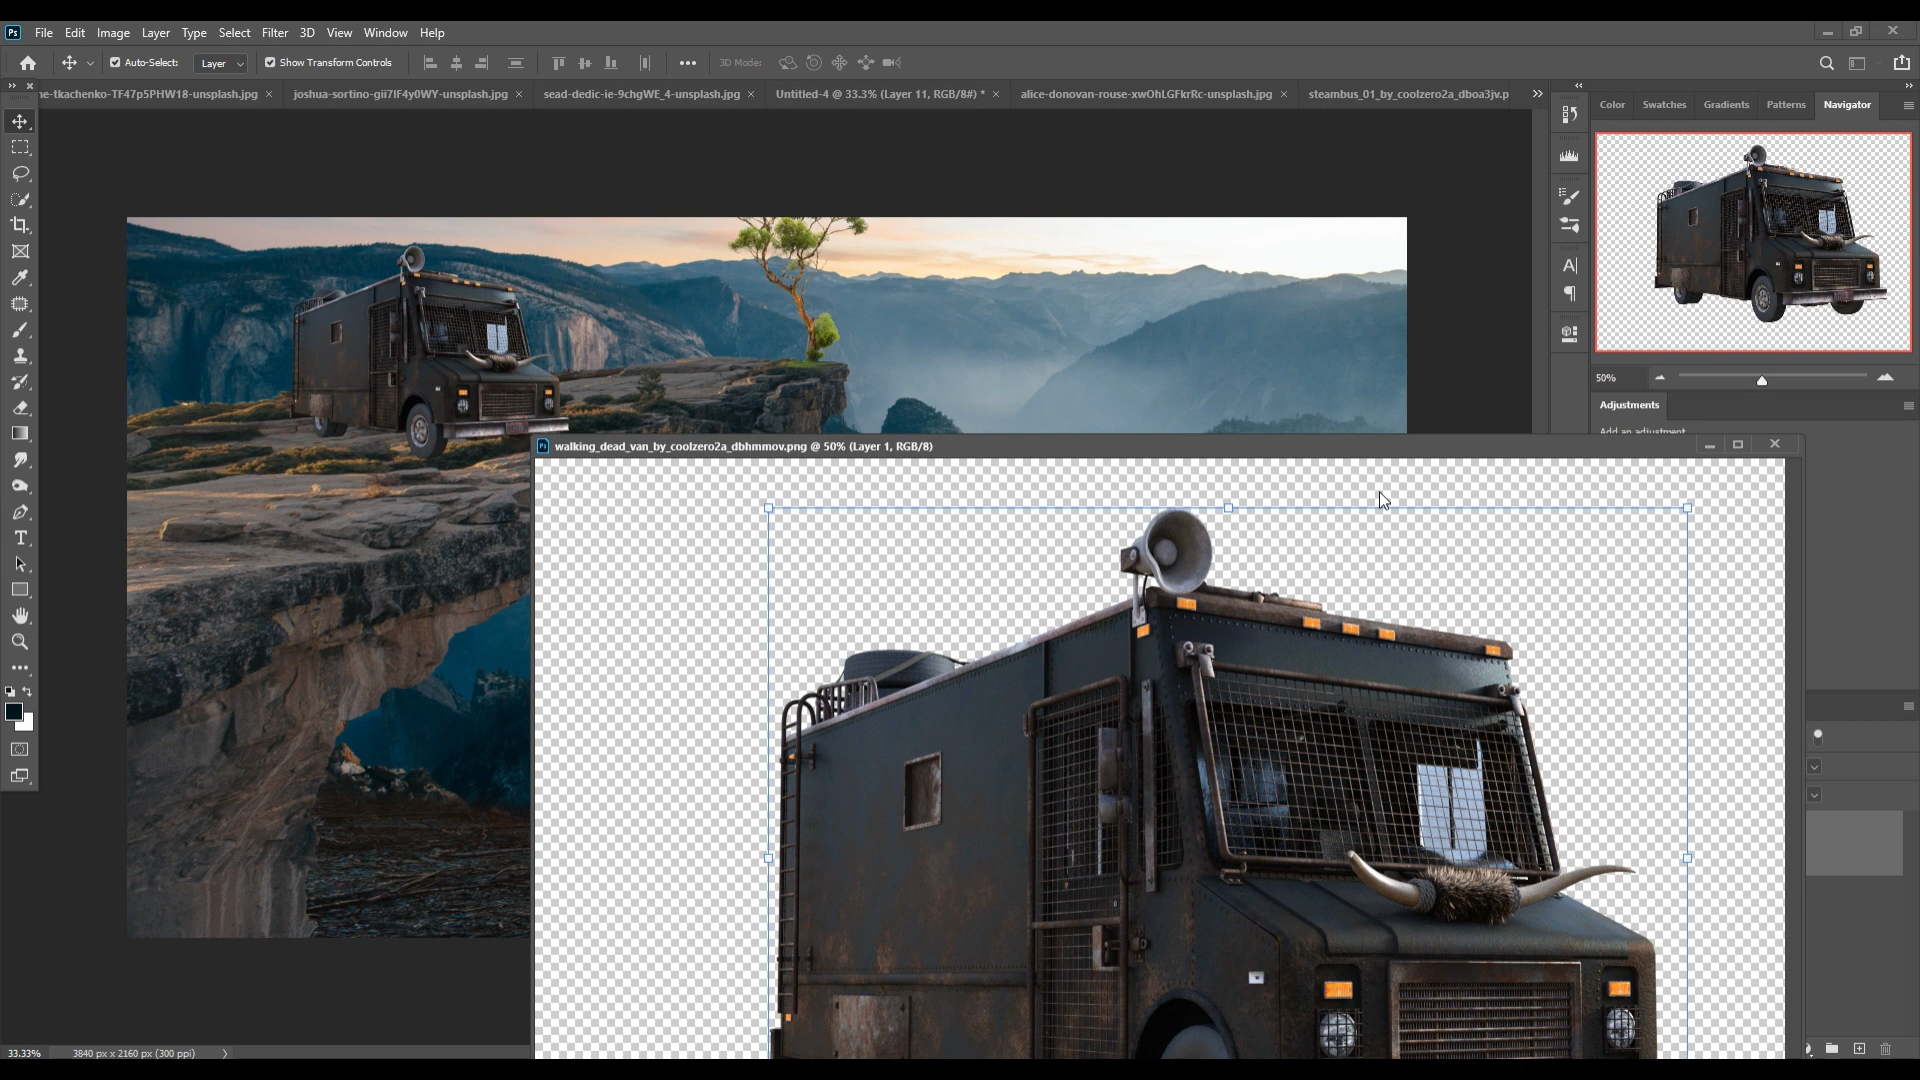 Ps File Edit Image Layer Type Select Filter 3D View Window Help
Auto-Select: Layer Show Transform Controls 3D Mode:
ne-tkachenko-TF47p5PHW18-unsplash.jpg joshua-sortino-gii7lF4y0WY-unsplash.jpg sead-dedic-ie-9chgWE_4-unsplash.jpg Untitled-4 @ 33.3% (Layer 11, RGB/8#) * alice-donovan-rouse-xwOhLGFkrRc-unsplash.jpg steambus_01_by_coolzero2a_dboa3jv.p
Color Swatches Gradients Patterns Navigator
50%
Adjustments
Add an adjustment
Ps walking_dead_van_by_coolzero2a_dbhmmov.png @ 50% (Layer 1, RGB/8)
33.33% 3840 px x 2160 px (300 ppi)